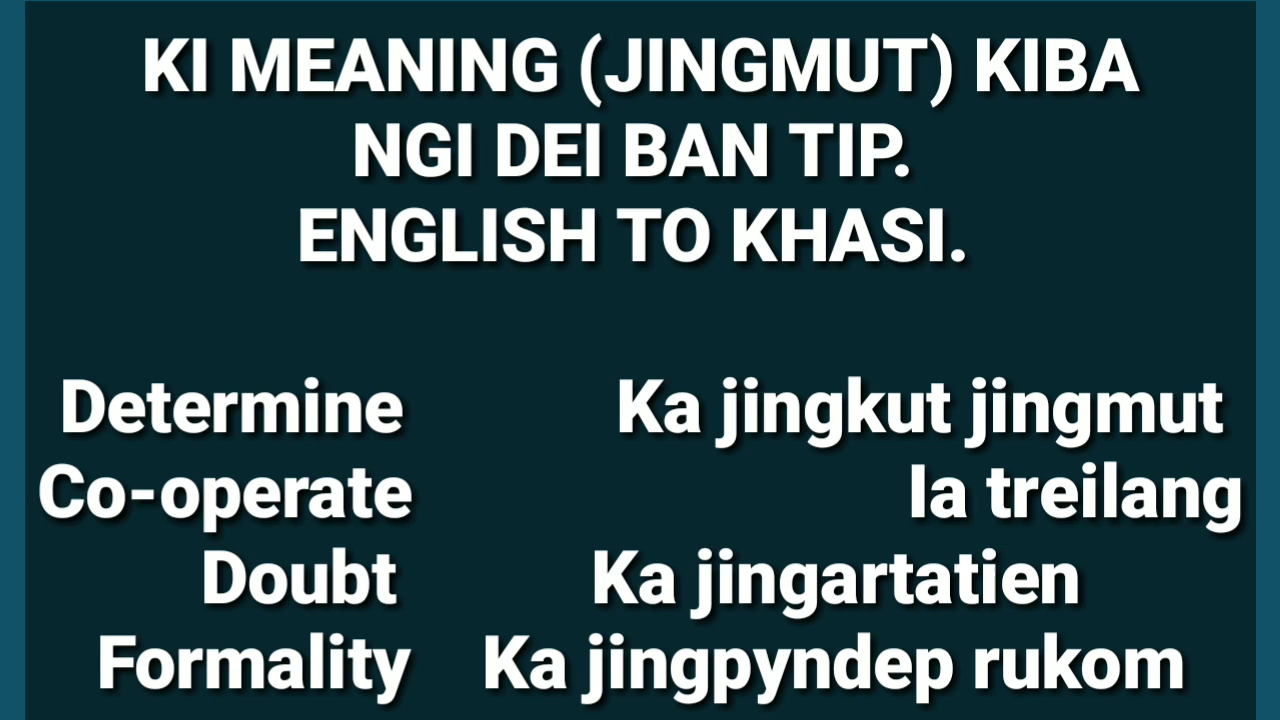 KI MEANING (JINGMUT) KIBA
NGI DEI BAN TIP.
ENGLISH TO KHASI.
Determine Ka jingkut jingmut
Co-operate Ia treilang
Doubt Ka jingartatien
Formality Ka jingpyndep rukom